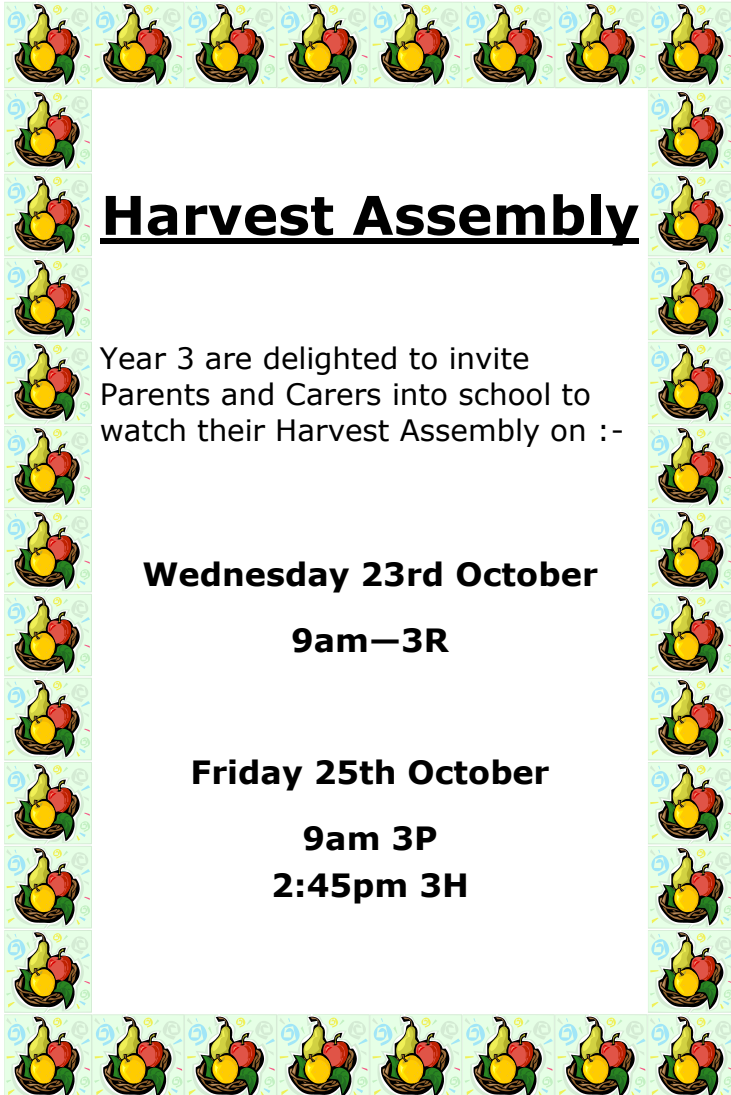 Harvest Assembly
Year 3 are delighted to invite
Parents and Carers into school to
watch their Harvest Assembly on :-
Wednesday 23rd October
9am—3R
Friday 25th October
9am 3P
2:45pm 3H